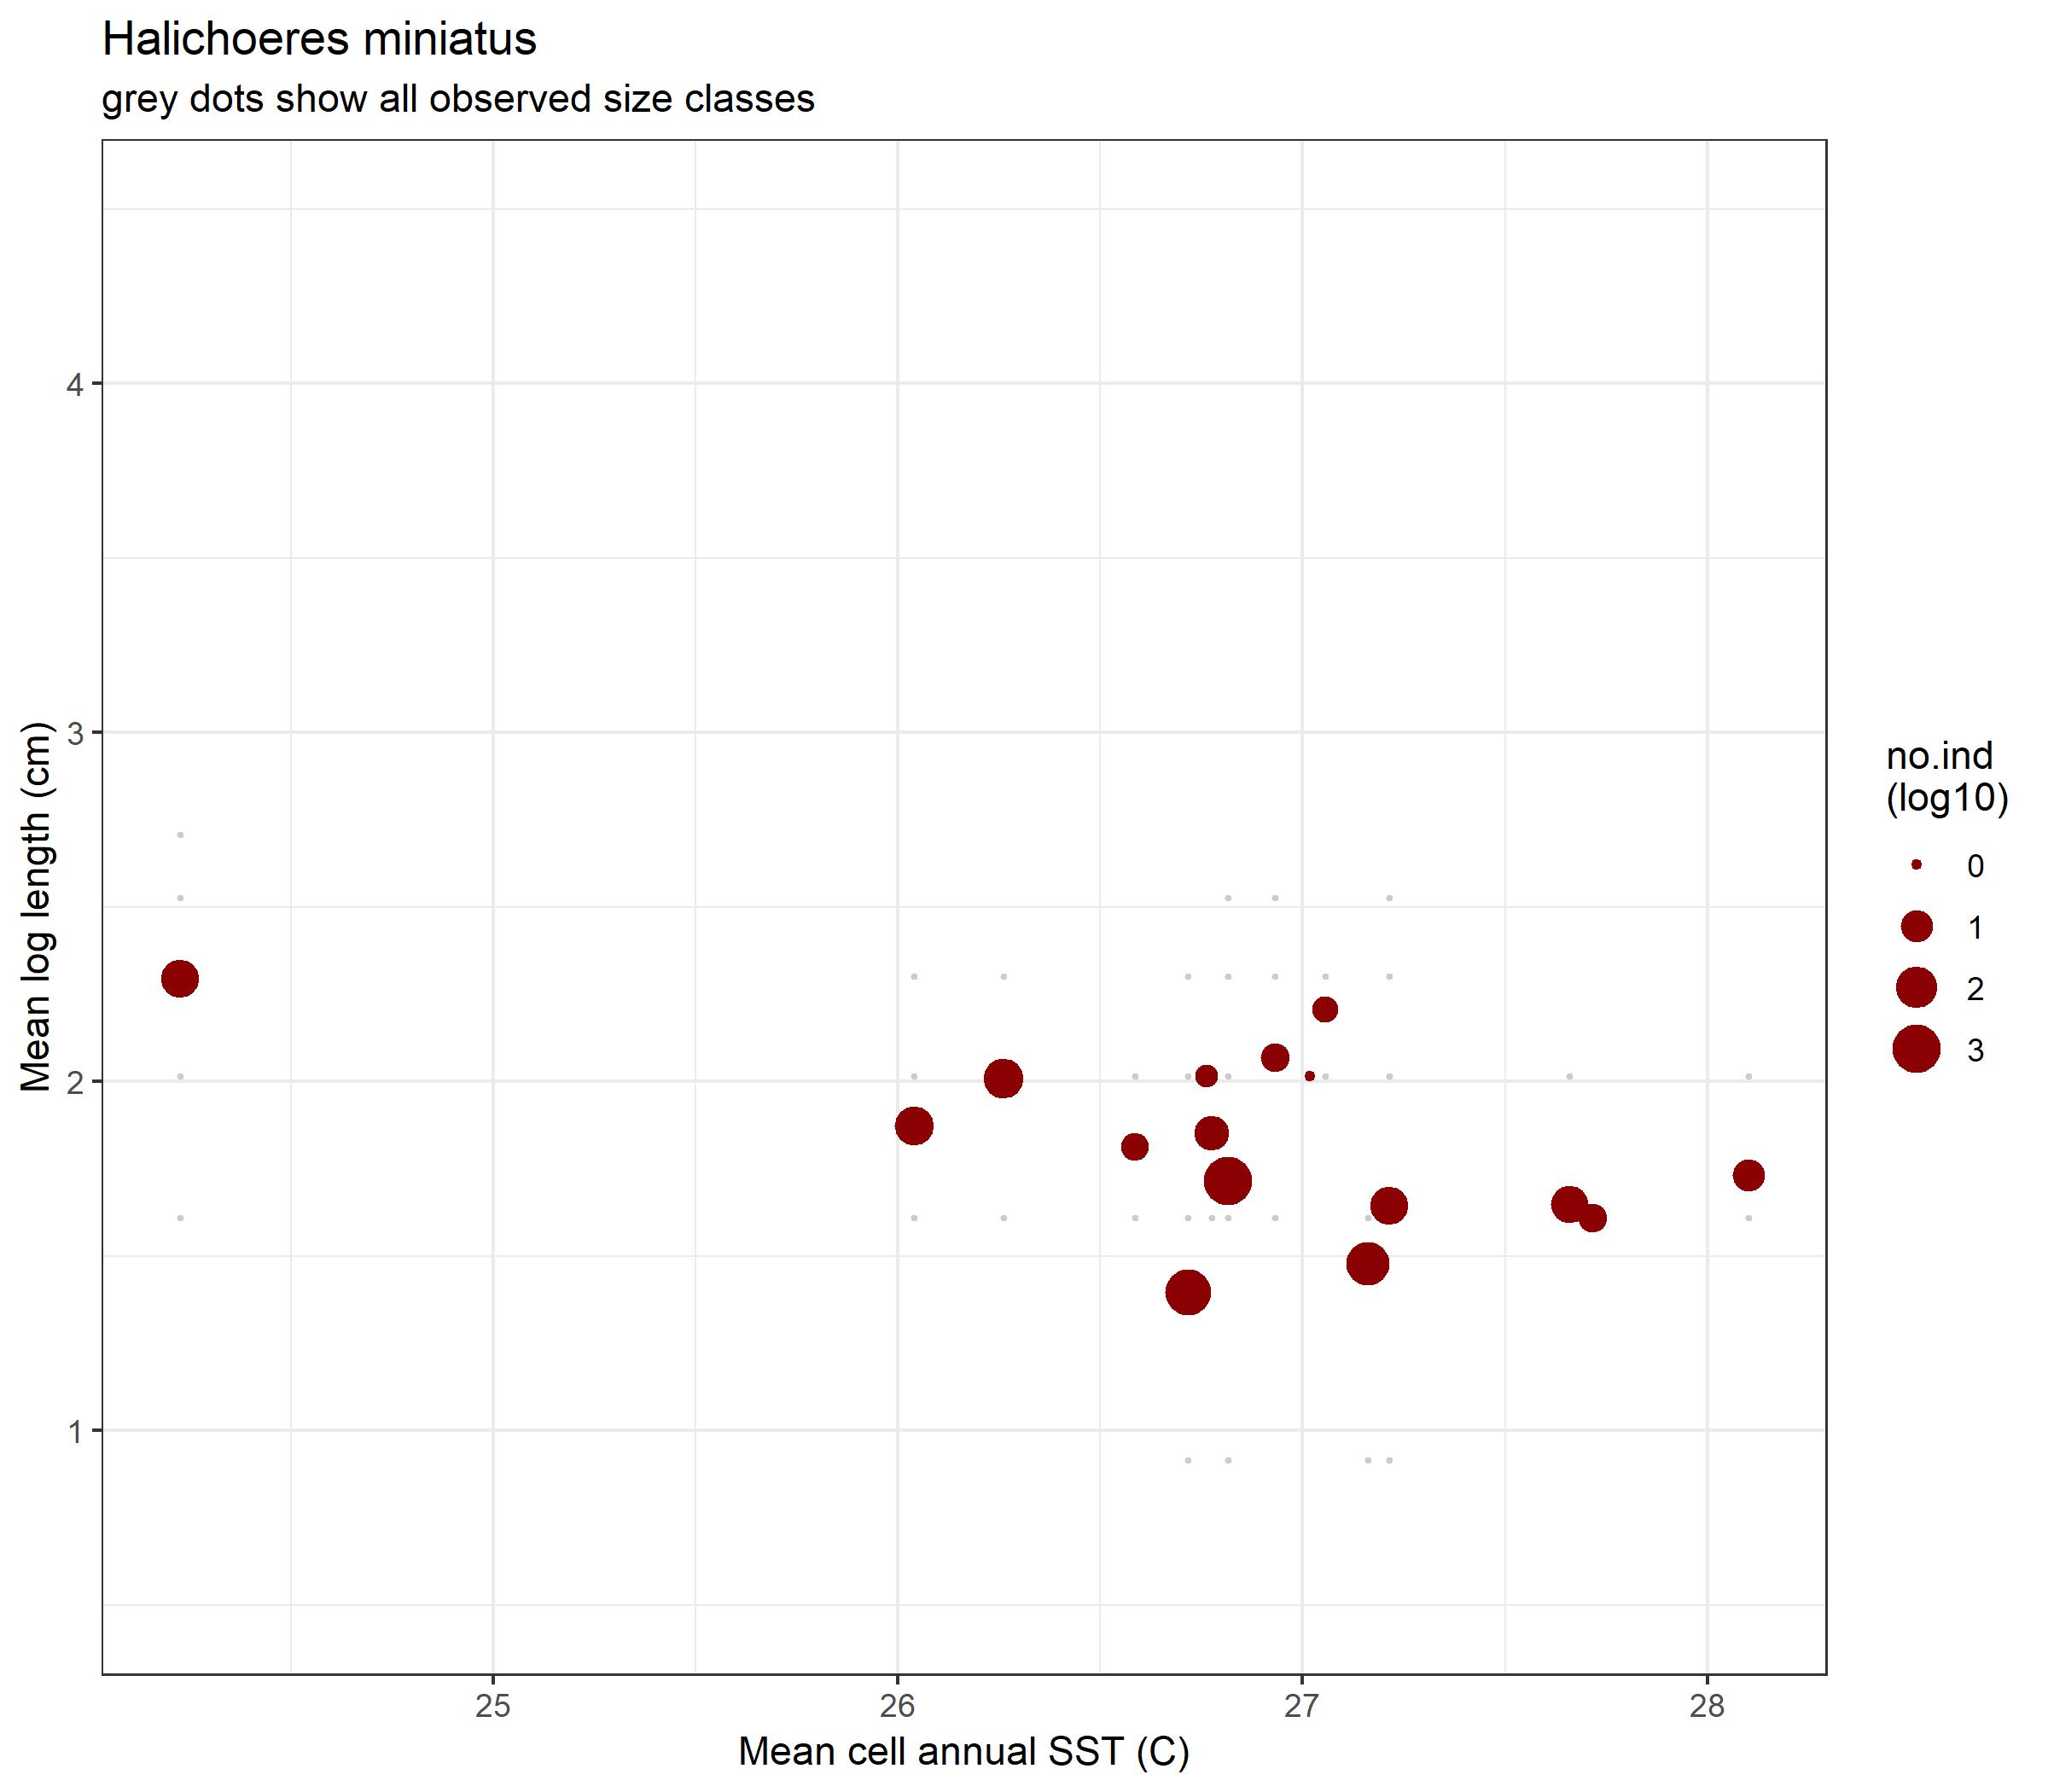 Halichoeres miniatus
grey dots show all observed size classes
Mean log length (cm)
4
3
2
1
25
26
27
28
Mean cell annual SST (C)
no.ind
(log10)
0
1
2
3